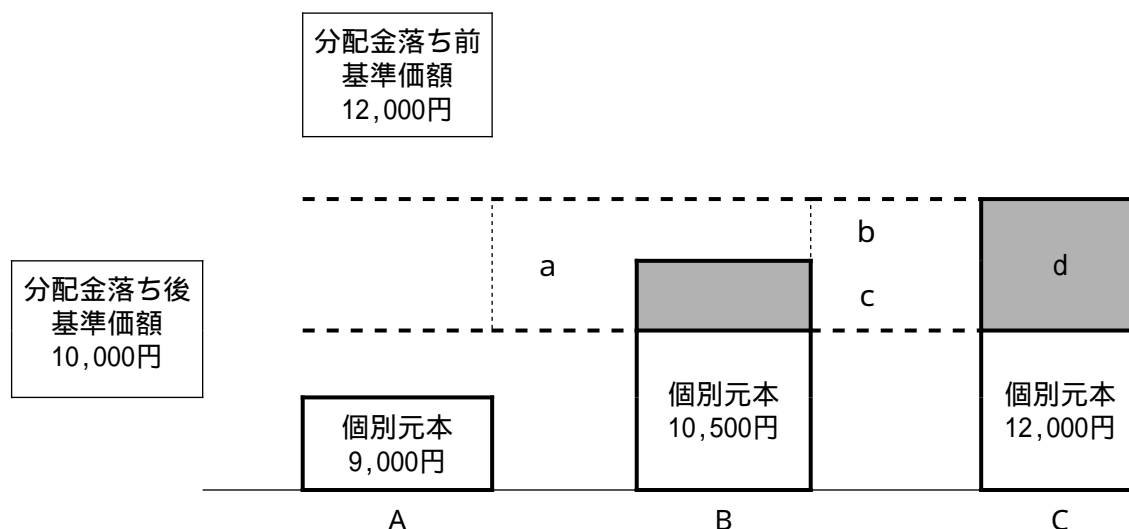 分配金落ち前
基準価額
12,000円
b
a
d
c
分配金落ち後
基準価額
10,000円
個別元本
9,000円
個別元本
10,500円
個別元本
12,000円
A
B
C